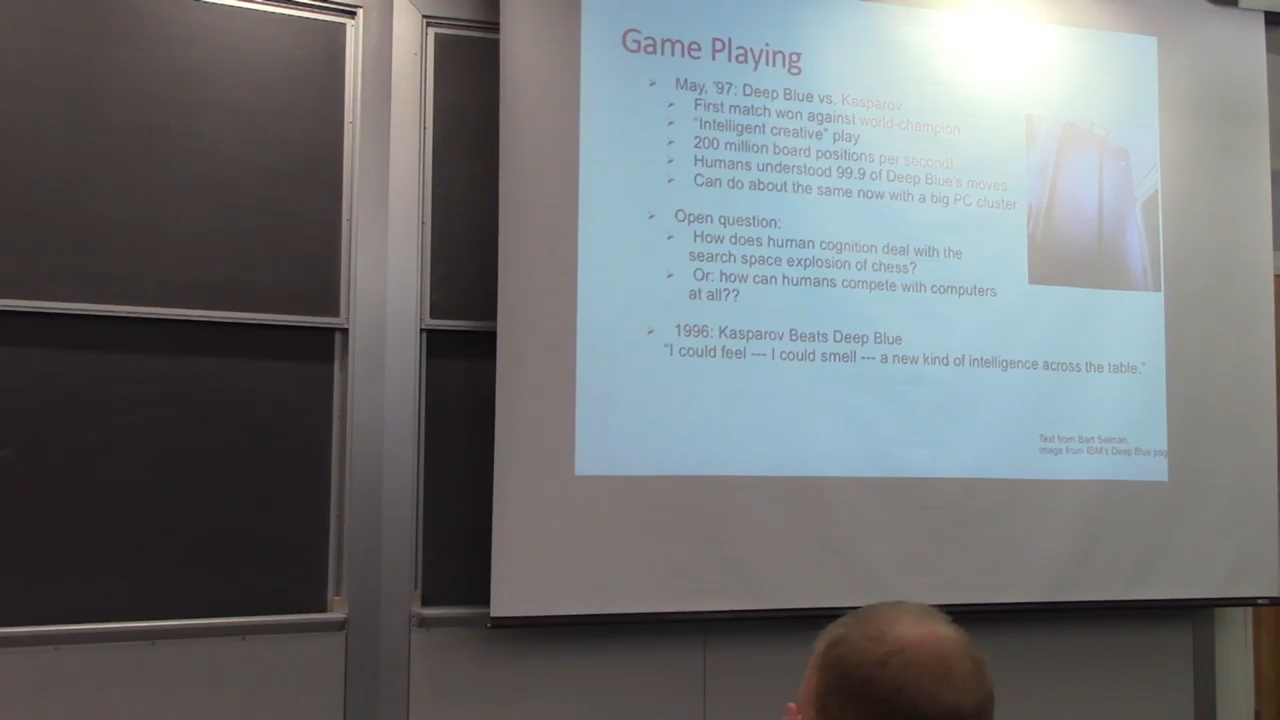 Game Playing
May, '97: Deep Blue vs. Kasparov
First match won against world-champion
"Intelligent creative" play
200 million board positions per second!
Humans understood 99.9 of Deep Blue's moves
Can do about the same now with a big PC cluster
Open question:
How does human cognition deal with the
search space explosion of chess?
Or: how can humans compete with computers
at all??
1996: Kasparov Beats Deep Blue
"I could feel --- I could smell --- a new kind of intelligence across the table."
Text from Bart Selman,
image from IBM's Deep Blue pag